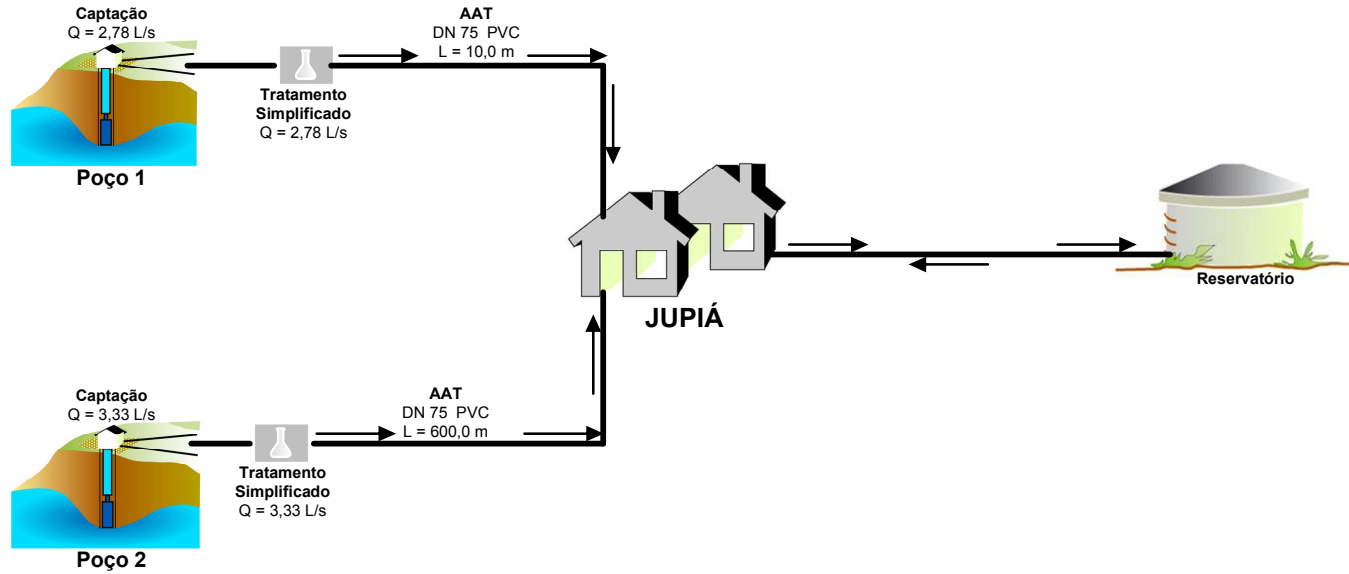 Captação
Q = 2,78 L/s
Poço 1
Tratamento
Simplificado
Q = 2,78 L/s
AAT
DN 75 PVC
L = 10,0 m
JUPIÁ
Reservatório
Captação
Q = 3,33 L/s
Poço 2
Tratamento
Simplificado
Q = 3,33 L/s
AAT
DN 75 PVC
L = 600,0 m